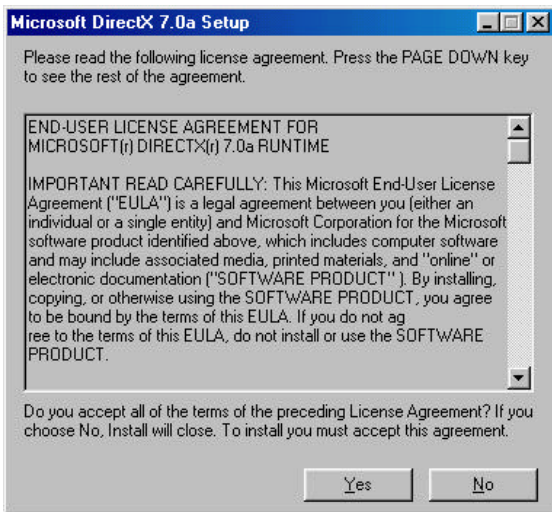 Microsoft DirectX 7.0a Setup
Please read the following license agreement. Press the PAGE DOWN key
to see the rest of the agreement.
END-USER LICENSE AGREEMENT FOR
MICROSOFT(r) DIRECTX(r) 7.0a RUNTIME
IMPORTANT READ CAREFULLY: This Microsoft End-User License
Agreement ("EULA") is a legal agreement between you (either an
individual or a single entity) and Microsoft Corporation for the Microsoft
software product identified above, which includes computer software
and may include associated media, printed materials, and "online" or
electronic documentation ("SOFTWARE PRODUCT" ). By installing,
copying, or otherwise using the SOFTWARE PRODUCT, you agree
to be bound by the terms of this EULA. If you do not ag
ree to the terms of this EULA, do not install or use the SOFTWARE
PRODUCT.
Do you accept all of the terms of the preceding License Agreement? If you
choose No, Install will close. To install you must accept this agreement.
Yes No